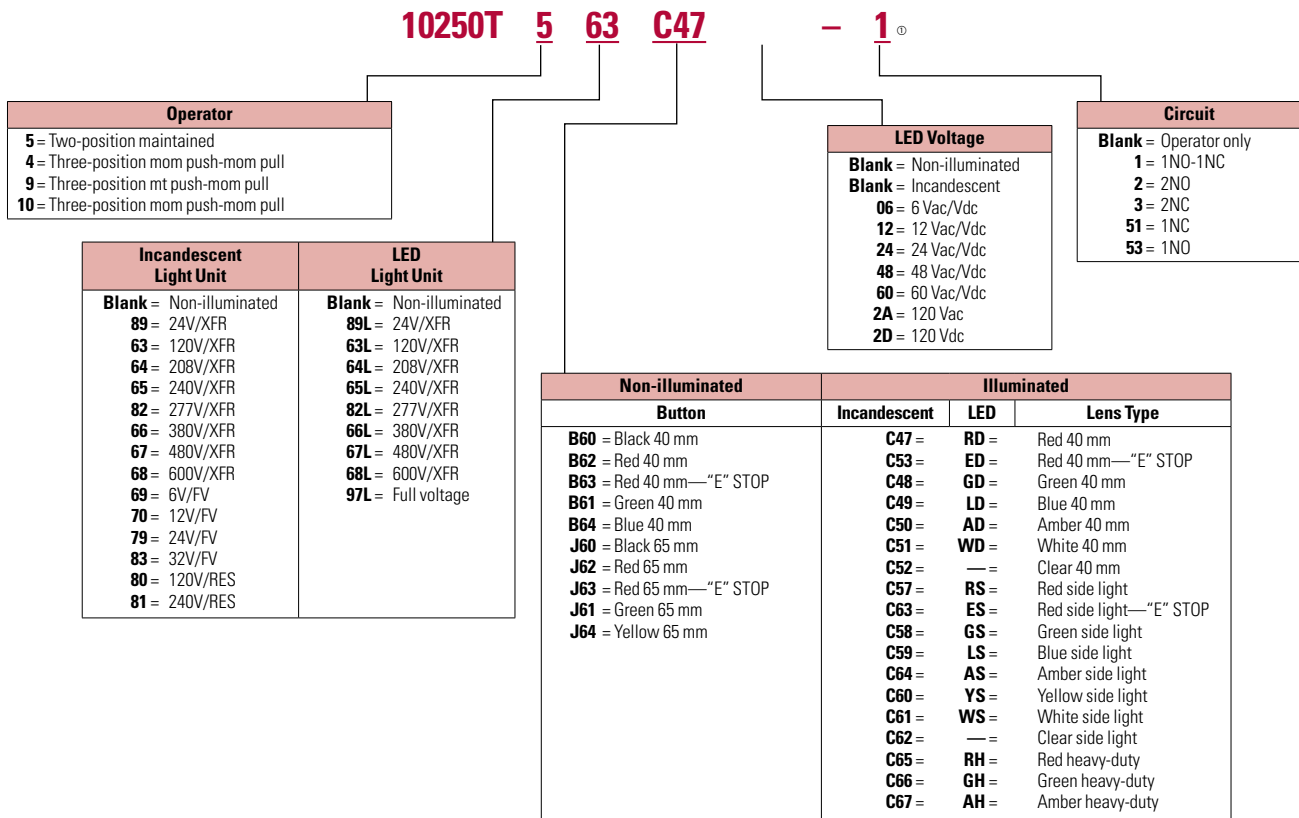 10250T 5 63 C47 – 1 ①
Operator
5 = Two-position maintained
4 = Three-position mom push-mom pull
9 = Three-position mt push-mom pull
10 = Three-position mom push-mom pull
Incandescent
Light Unit
Blank = Non-illuminated
89 = 24V/XFR
63 = 120V/XFR
64 = 208V/XFR
65 = 240V/XFR
82 = 277V/XFR
66 = 380V/XFR
67 = 480V/XFR
68 = 600V/XFR
69 = 6V/FV
70 = 12V/FV
79 = 24V/FV
83 = 32V/FV
80 = 120V/RES
81 = 240V/RES
LED
Light Unit
Blank = Non-illuminated
89L = 24V/XFR
63L = 120V/XFR
64L = 208V/XFR
65L = 240V/XFR
82L = 277V/XFR
66L = 380V/XFR
67L = 480V/XFR
68L = 600V/XFR
97L = Full voltage
LED Voltage
Blank = Non-illuminated
Blank = Incandescent
06 = 6 Vac/Vdc
12 = 12 Vac/Vdc
24 = 24 Vac/Vdc
48 = 48 Vac/Vdc
60 = 60 Vac/Vdc
2A = 120 Vac
2D = 120 Vdc
Circuit
Blank = Operator only
1 = 1NO-1NC
2 = 2NO
3 = 2NC
51 = 1NC
53 = 1NO
Non-illuminated
Button
B60 = Black 40 mm
B62 = Red 40 mm
B63 = Red 40 mm—“E” STOP
B61 = Green 40 mm
B64 = Blue 40 mm
J60 = Black 65 mm
J62 = Red 65 mm
J63 = Red 65 mm—“E” STOP
J61 = Green 65 mm
J64 = Yellow 65 mm
Illuminated
Incandescent LED Lens Type
C47 = RD = Red 40 mm
C53 = ED = Red 40 mm—“E” STOP
C48 = GD = Green 40 mm
C49 = LD = Blue 40 mm
C50 = AD = Amber 40 mm
C51 = WD = White 40 mm
C52 = — = Clear 40 mm
C57 = RS = Red side light
C63 = ES = Red side light—“E” STOP
C58 = GS = Green side light
C59 = LS = Blue side light
C64 = AS = Amber side light
C60 = YS = Yellow side light
C61 = WS = White side light
C62 = — = Clear side light
C65 = RH = Red heavy-duty
C66 = GH = Green heavy-duty
C67 = AH = Amber heavy-duty